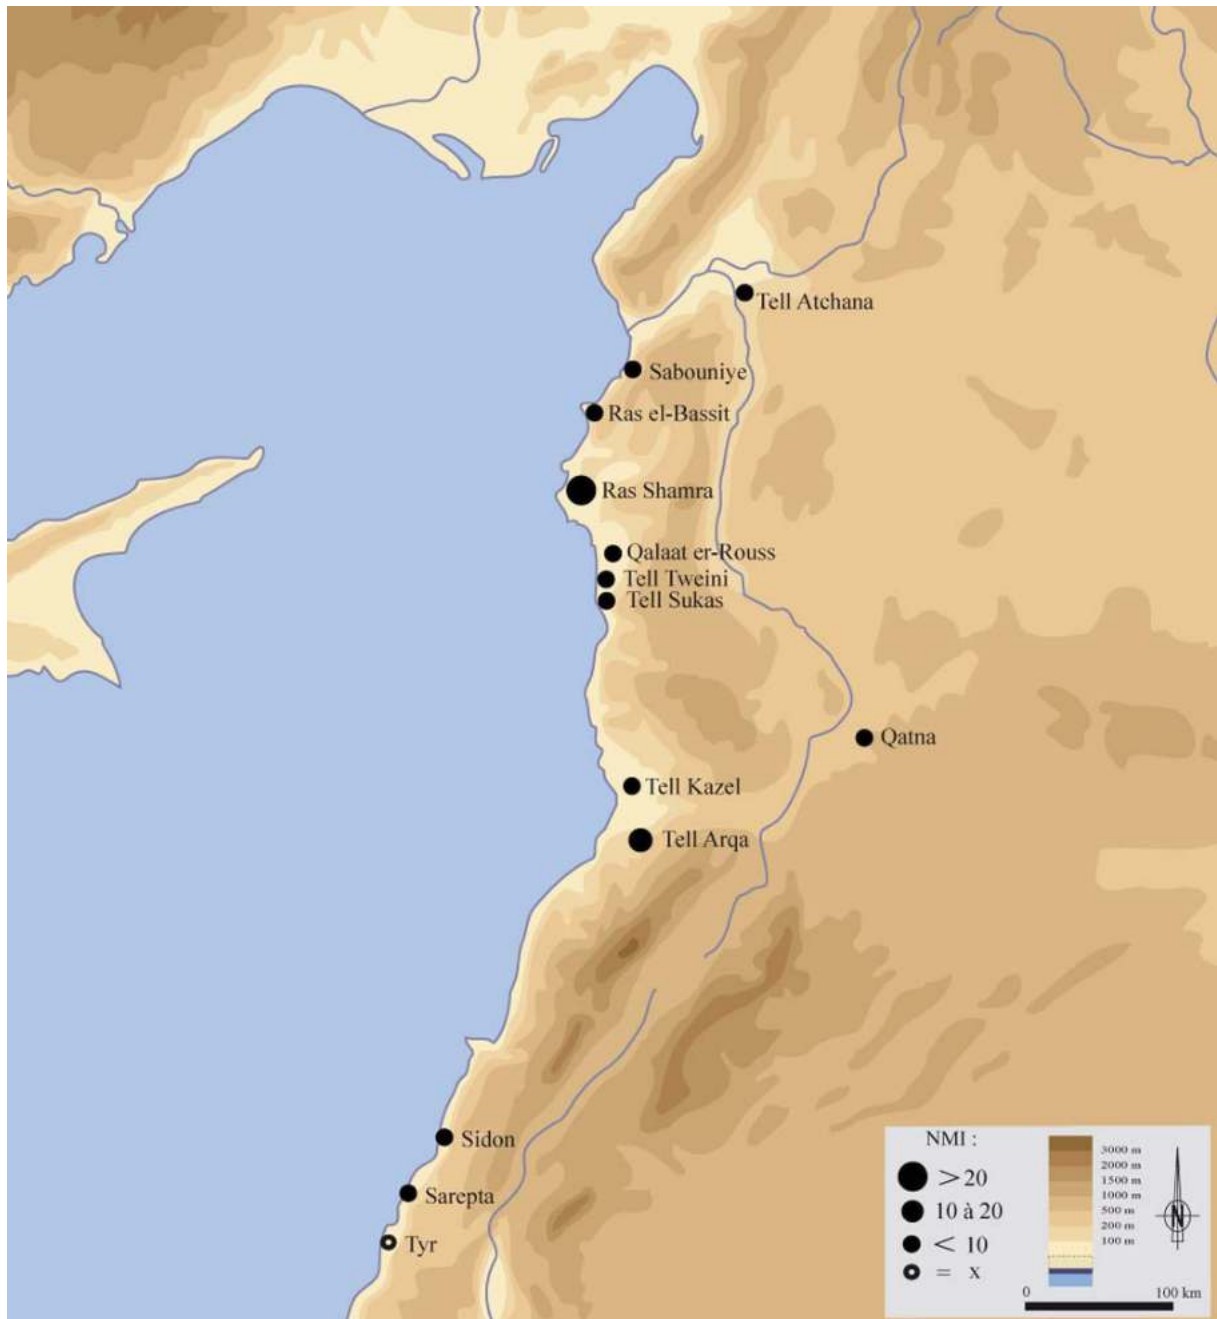 Tell Atchana
Sabouniye
Ras el-Bassit
Ras Shamra
Qalaat er-Rouss
Tell Tweini
Tell Sukas
Qatna
Tell Kazel
Tell Arqa
Sidon
Sarepta
Tyr
NMI :
> 20
10 à 20
< 10
= x
3000 m
2000 m
1500 m
1000 m
500 m
200 m
100 m
N
0 100 km